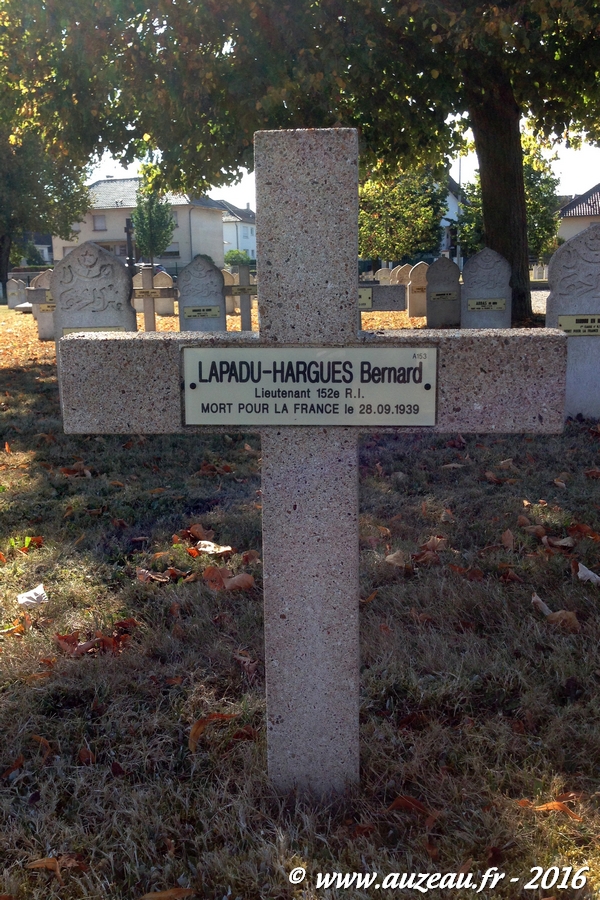 A153
LAPADU-HARGUES Bernard
Lieutenant 152e R.I.
MORT POUR LA FRANCE le 28.09.1939
© www.auzeau.fr - 2016